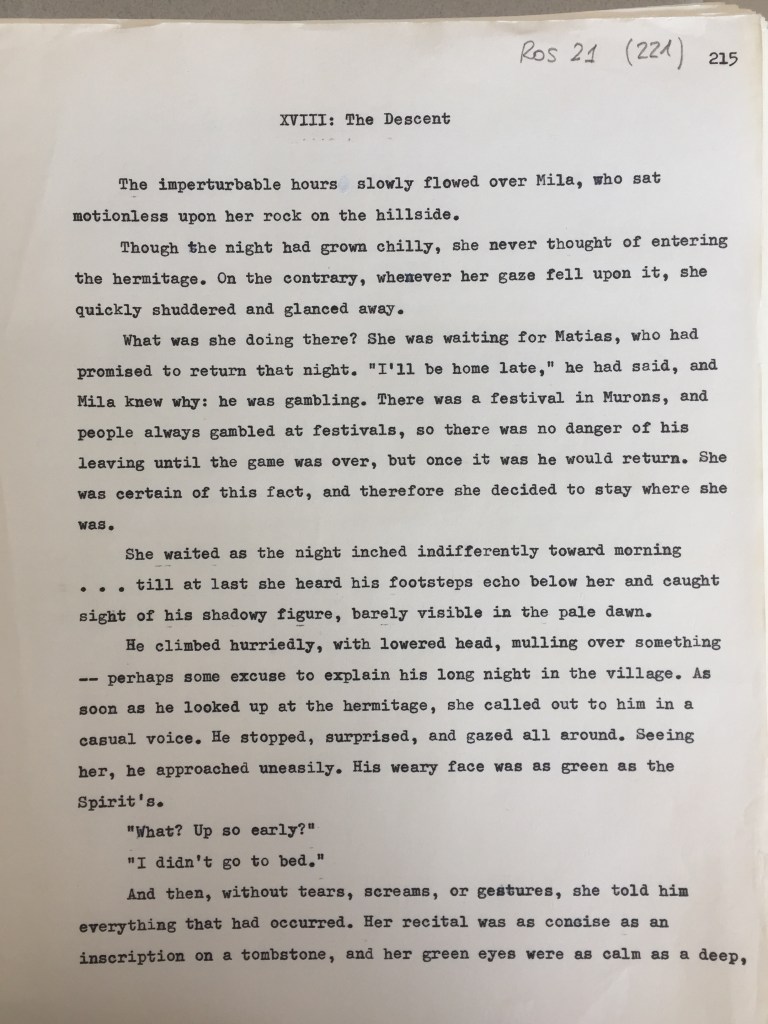 Ros 21 (221) 215
XVIII: The Descent
The imperturbable hours slowly flowed over Mila, who sat
motionless upon her rock on the hillside.
Though the night had grown chilly, she never thought of entering
the hermitage. On the contrary, whenever her gaze fell upon it, she
quickly shuddered and glanced away.
What was she doing there? She was waiting for Matias, who had
promised to return that night. "I'll be home late," he had said, and
Mila knew why: he was gambling. There was a festival in Murons, and
people always gambled at festivals, so there was no danger of his
leaving until the game was over, but once it was he would return. She
was certain of this fact, and therefore she decided to stay where she
was.
She waited as the night inched indifferently toward morning
. . . till at last she heard his footsteps echo below her and caught
sight of his shadowy figure, barely visible in the pale dawn.
He climbed hurriedly, with lowered head, mulling over something
-- perhaps some excuse to explain his long night in the village. As
soon as he looked up at the hermitage, she called out to him in a
casual voice. He stopped, surprised, and gazed all around. Seeing
her, he approached uneasily. His weary face was as green as the
Spirit's.
"What? Up so early?"
"I didn't go to bed."
And then, without tears, screams, or gestures, she told him
everything that had occurred. Her recital was as concise as an
inscription on a tombstone, and her green eyes were as calm as a deep,